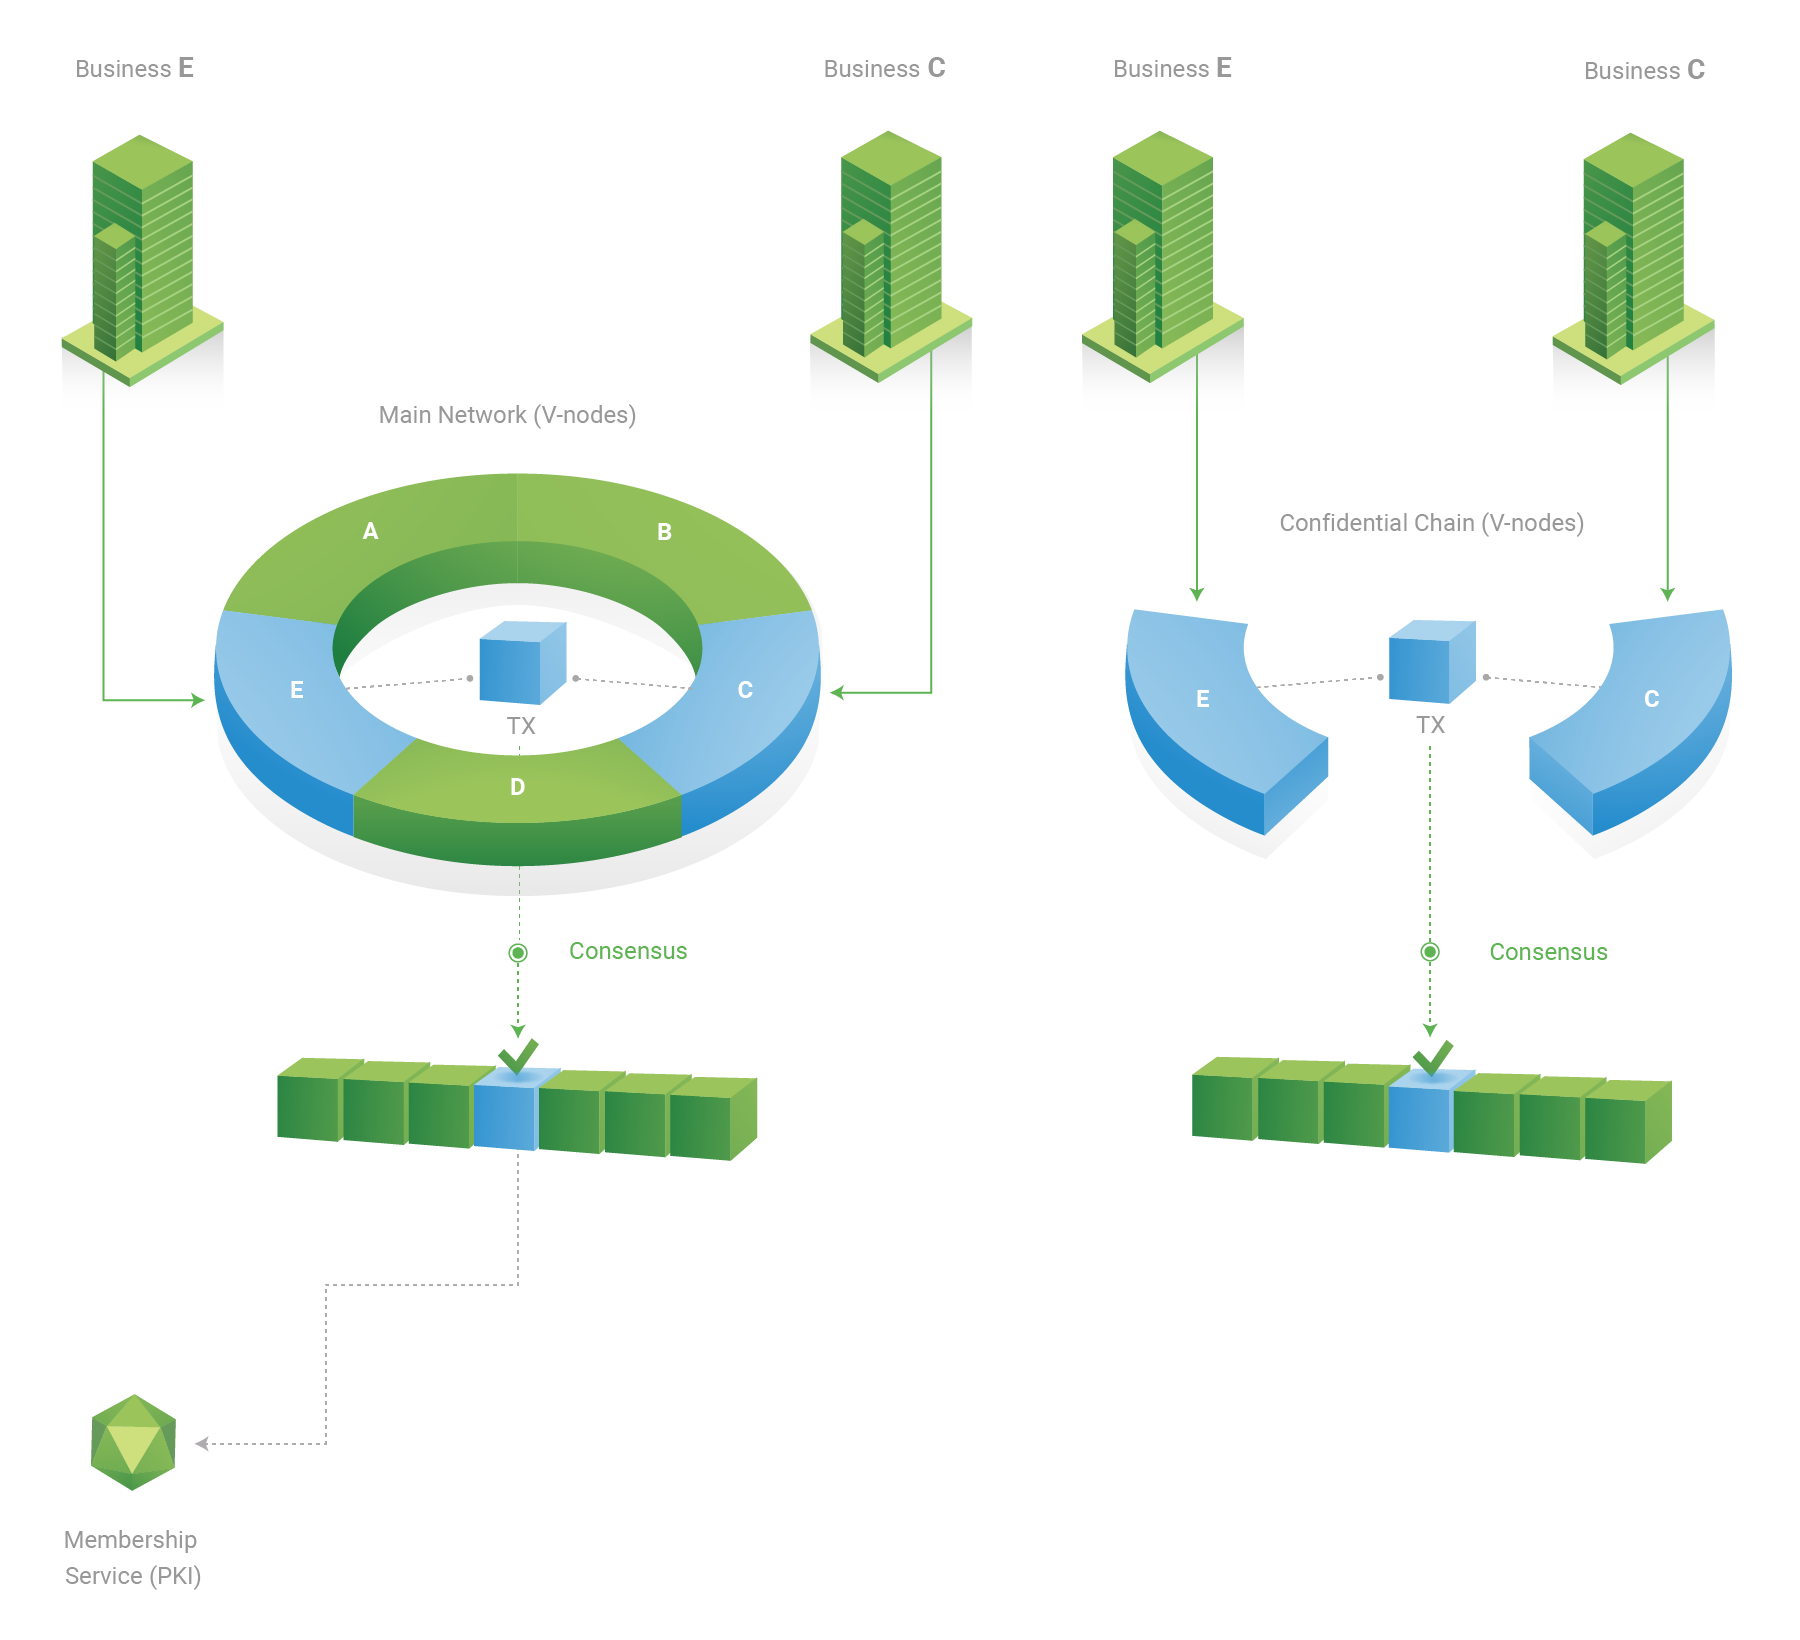 Business E
Business C
Business E
Business C
Main Network (V-nodes)
A
B
E
C
TX
D
Consensus
Confidential Chain (V-nodes)
E
C
TX
Consensus
Membership
Service (PKI)